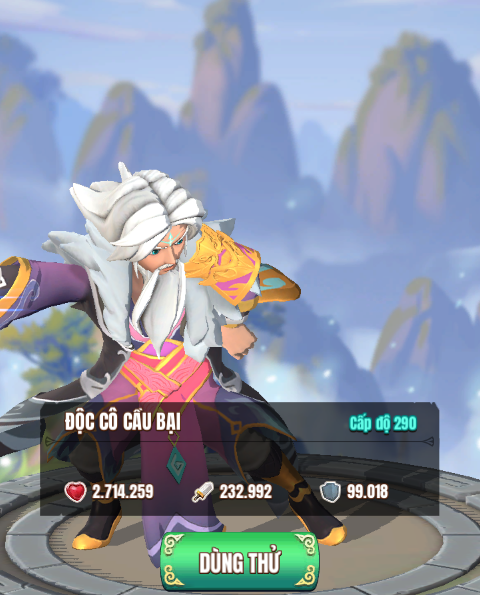 ĐỘC CÔ CẦU BẠI
Cấp độ 290
2.714.259 232.992 99.018
DÙNG THỬ